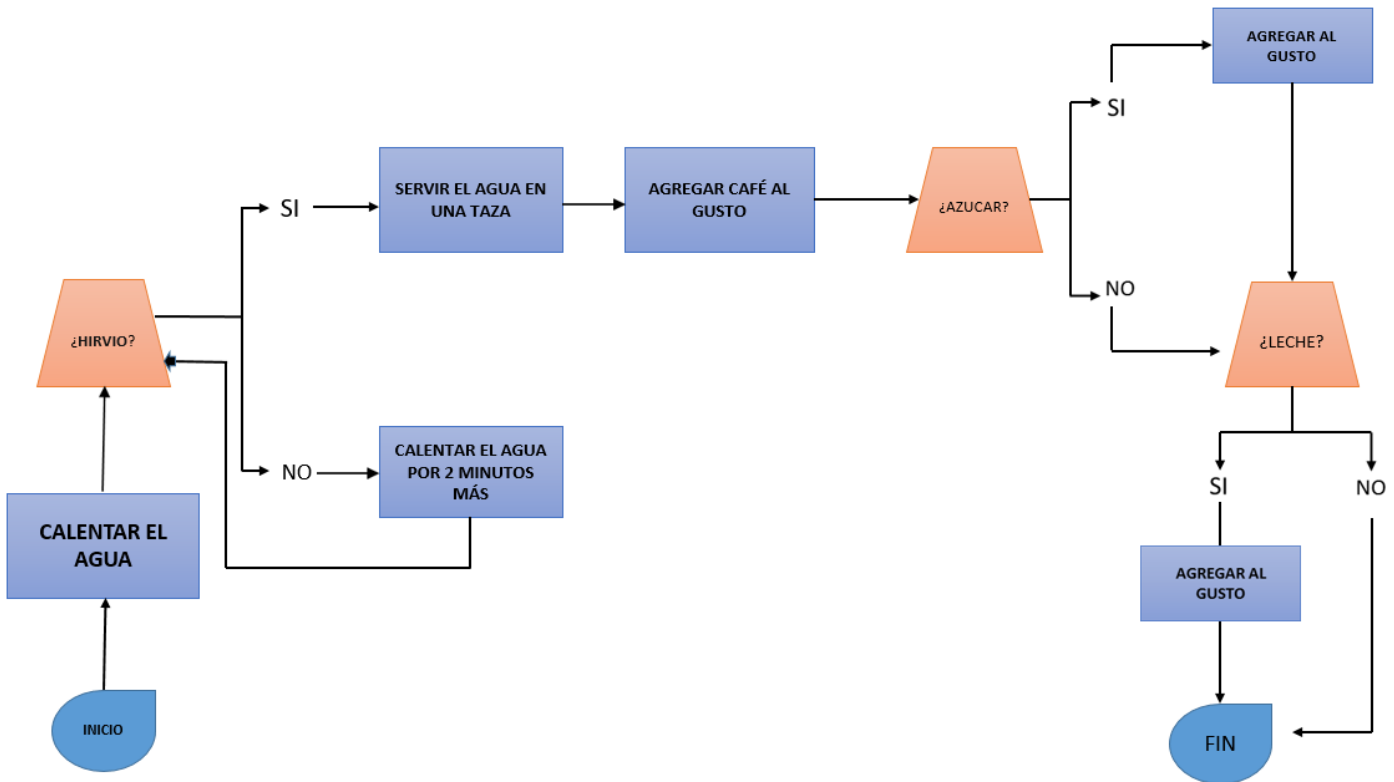 INICIO
CALENTAR EL
AGUA
¿HIRVIO?
SI
NO
CALENTAR EL AGUA
POR 2 MINUTOS
MÁS
SERVIR EL AGUA EN
UNA TAZA
AGREGAR CAFÉ AL
GUSTO
¿AZUCAR?
SI
NO
AGREGAR AL
GUSTO
¿LECHE?
SI
NO
AGREGAR AL
GUSTO
FIN